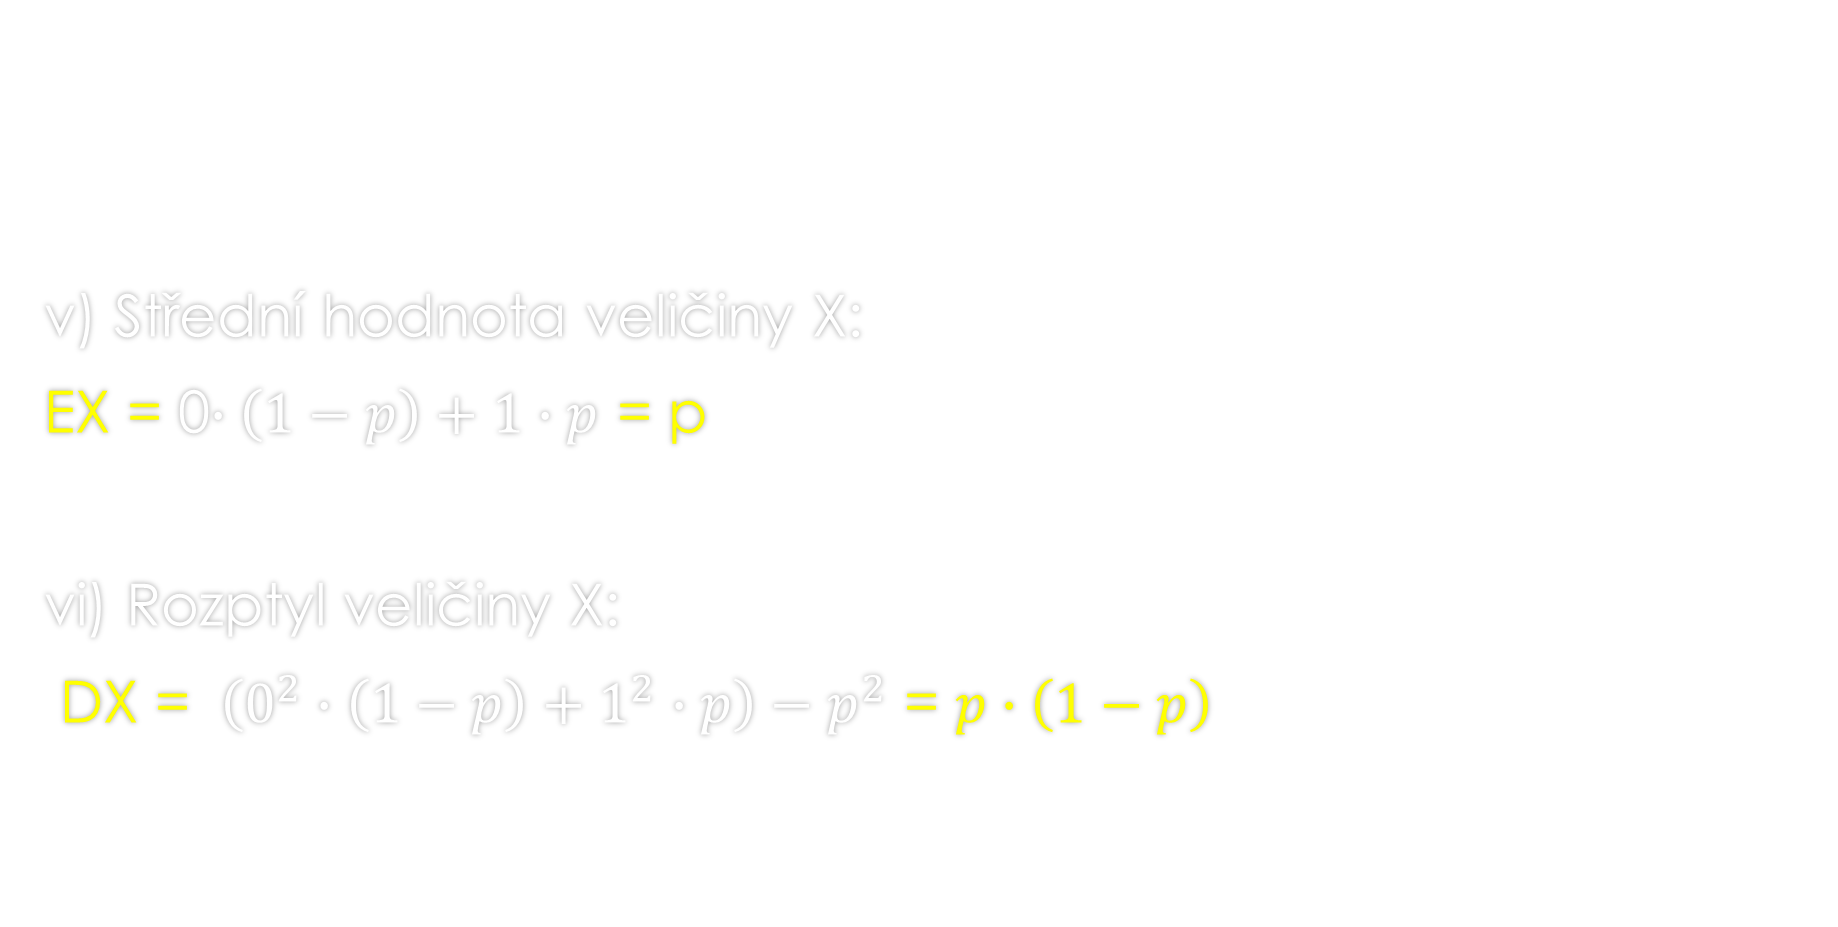 v) Střední hodnota veličiny X:
EX = 0· (1 − p) + 1 · p = p
vi) Rozptyl veličiny X:
DX = (0² · (1 − p) + 1² · p) − p² = p · (1 − p)